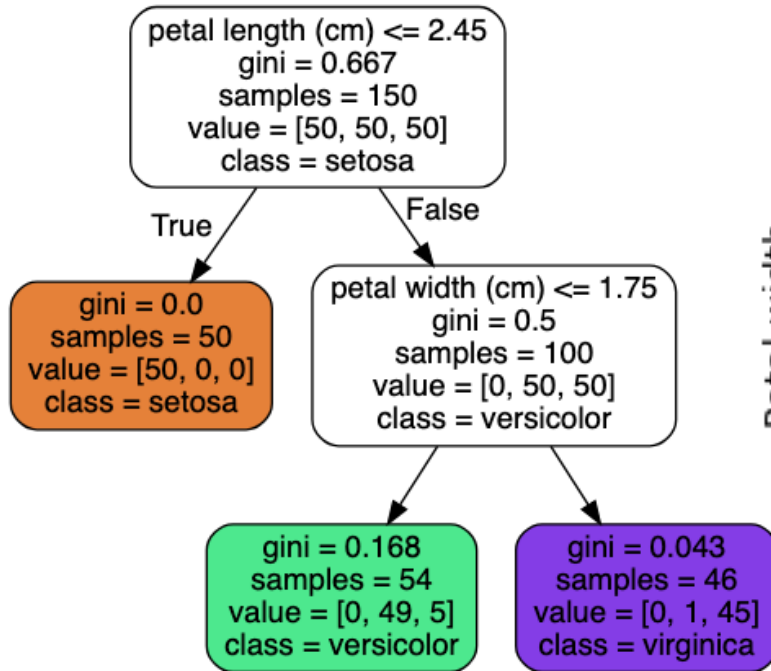 petal length (cm) <= 2.45
gini = 0.667
samples = 150
value = [50, 50, 50]
class = setosa
True
False
gini = 0.0
samples = 50
value = [50, 0, 0]
class = setosa
petal width (cm) <= 1.75
gini = 0.5
samples = 100
value = [0, 50, 50]
class = versicolor
gini = 0.168
samples = 54
value = [0, 49, 5]
class = versicolor
gini = 0.043
samples = 46
value = [0, 1, 45]
class = virginica